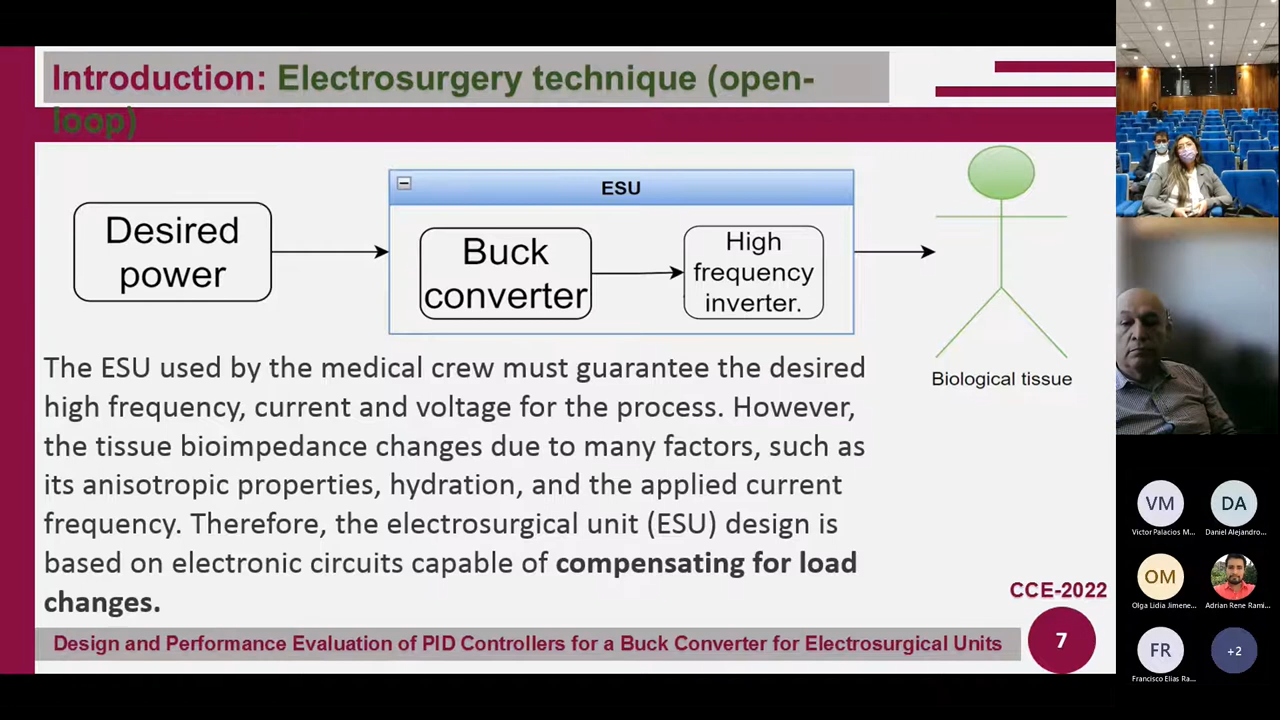 Introduction: Electrosurgery technique (open-
loop)
Desired
power
ESU
Buck
converter
High
frequency
inverter.
Biological tissue
The ESU used by the medical crew must guarantee the desired
high frequency, current and voltage for the process. However,
the tissue bioimpedance changes due to many factors, such as
its anisotropic properties, hydration, and the applied current
frequency. Therefore, the electrosurgical unit (ESU) design is
based on electronic circuits capable of compensating for load
changes.
CCE-2022
Design and Performance Evaluation of PID Controllers for a Buck Converter for Electrosurgical Units
7
VM
Victor Palacios M...
DA
Daniel Alejandro...
OM
Olga Lidia Jimene...
Adrian Rene Rami...
FR
Francisco Elias Ra...
+2